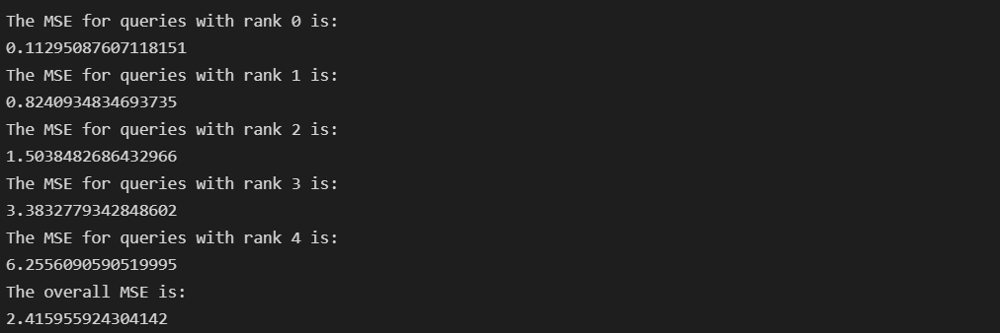 The MSE for queries with rank 0 is:
0.11295087607118151
The MSE for queries with rank 1 is:
0.8240934834693735
The MSE for queries with rank 2 is:
1.5038482686432966
The MSE for queries with rank 3 is:
3.3832779342848602
The MSE for queries with rank 4 is:
6.2556090590519995
The overall MSE is:
2.415955924304142